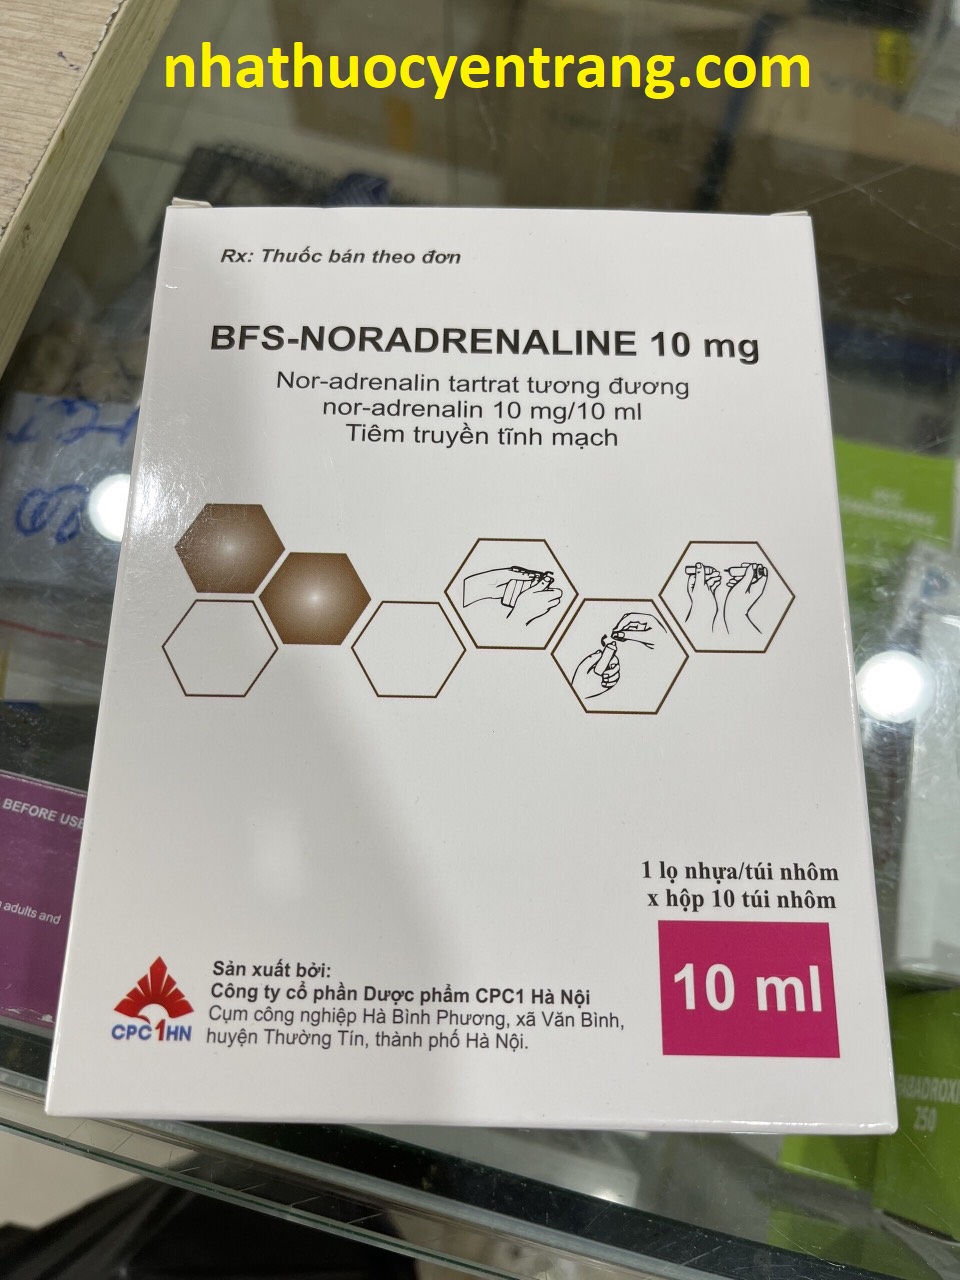 nhathuocyentrang.com
Rx: Thuốc bán theo đơn
BFS-NORADRENALINE 10 mg
Nor-adrenalin tartrat tương đương
nor-adrenalin 10 mg/10 ml
Tiêm truyền tĩnh mạch
BEFORE USE
adults and
1 lọ nhựa/túi nhôm
x hộp 10 túi nhôm
10 ml
Sản xuất bởi:
Công ty cổ phần Dược phẩm CPC1 Hà Nội
Cụm công nghiệp Hà Bình Phương, xã Văn Bình,
huyện Thường Tín, thành phố Hà Nội.
CPC1HN
250